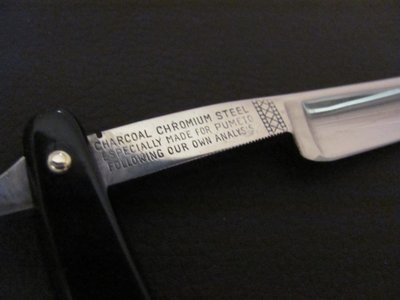 CHARCOAL CHROMIUM STEEL
ESPECIALLY MADE FOR PUMETO
FOLLOWING OUR OWN ANALYSIS